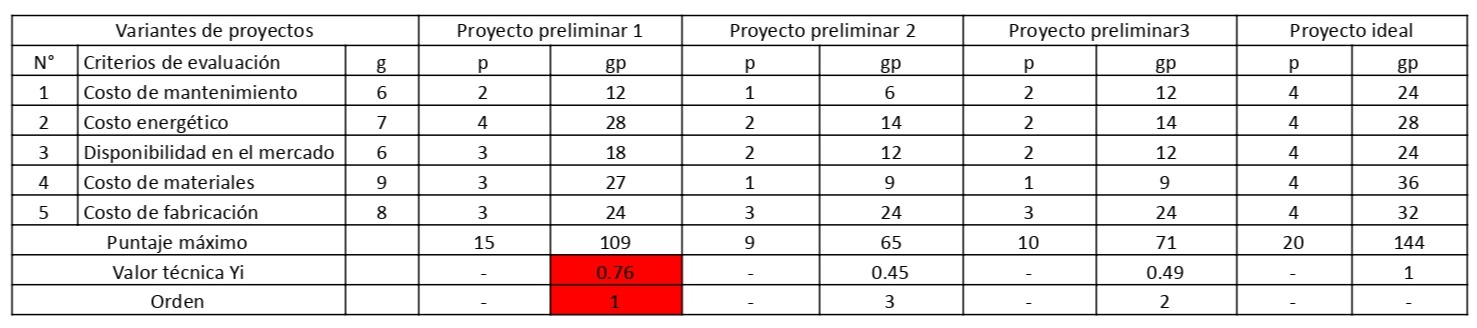 Variantes de proyectos Proyecto preliminar 1 Proyecto preliminar 2 Proyecto preliminar3 Proyecto ideal
N° Criterios de evaluación g p gp p gp p gp p gp
1 Costo de mantenimiento 6 2 12 1 6 2 12 4 24
2 Costo energético 7 4 28 2 14 2 14 4 28
3 Disponibilidad en el mercado 6 3 18 2 12 2 12 4 24
4 Costo de materiales 9 3 27 1 9 1 9 4 36
5 Costo de fabricación 8 3 24 3 24 3 24 4 32
Puntaje máximo 15 109 9 65 10 71 20 144
Valor técnica Yi - 0.76 - 0.45 - 0.49 - 1
Orden - 1 - 3 - 2 - -